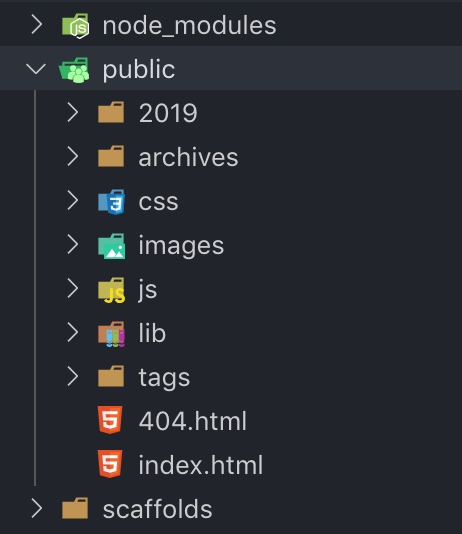 node_modules
public
2019
archives
css
images
js
lib
tags
404.html
index.html
scaffolds